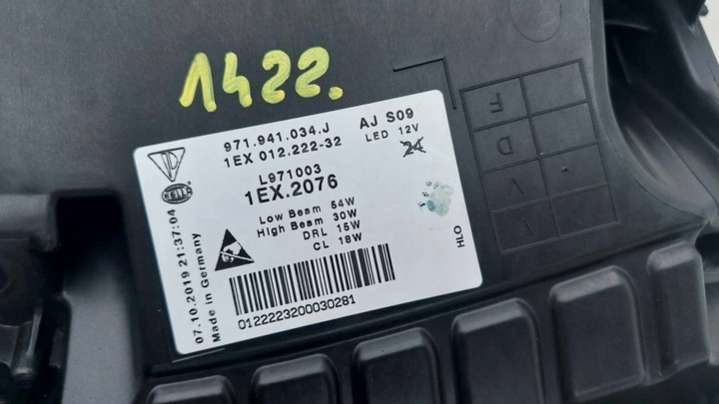 1422.
971.941.034.J
AJ S09
1EX 012.222-32
LED 12V
24
L971003
1EX.2076
Low Beam 54W
High Beam 30W
DRL 15W
CL 18W
HELLA
07.10.2019 21:37:04
Made in Germany
HLO
0122223200030281
F
D